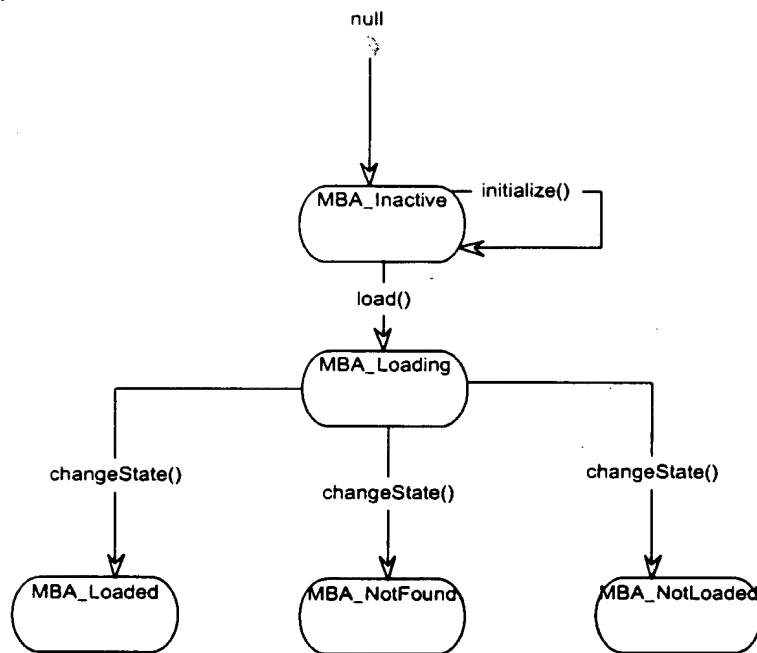 null
MBA_Inactive
initialize()
load()
MBA_Loading
changeState()
changeState()
changeState()
MBA_Loaded
MBA_NotFound
MBA_NotLoaded